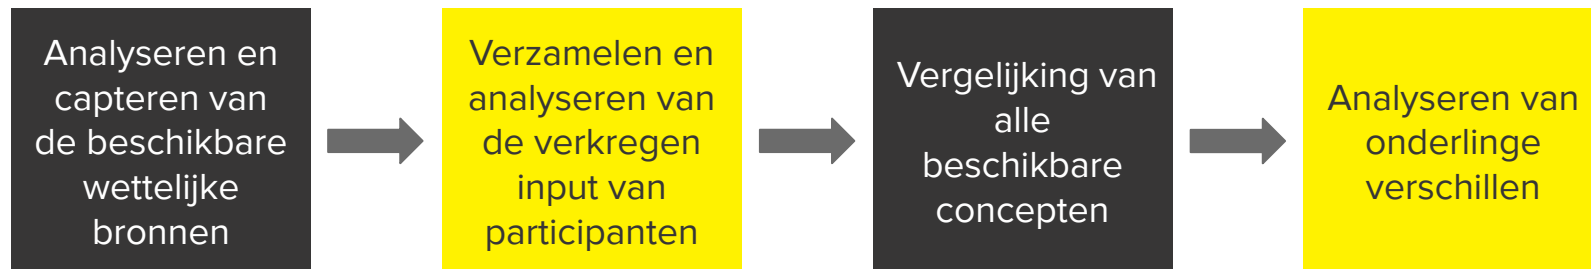 Analyseren en
capteren van
de beschikbare
wettelijke
bronnen
Verzamelen en
analyseren van
de verkregen
input van
participanten
Vergelijking van
alle
beschikbare
concepten
Analyseren van
onderlinge
verschillen